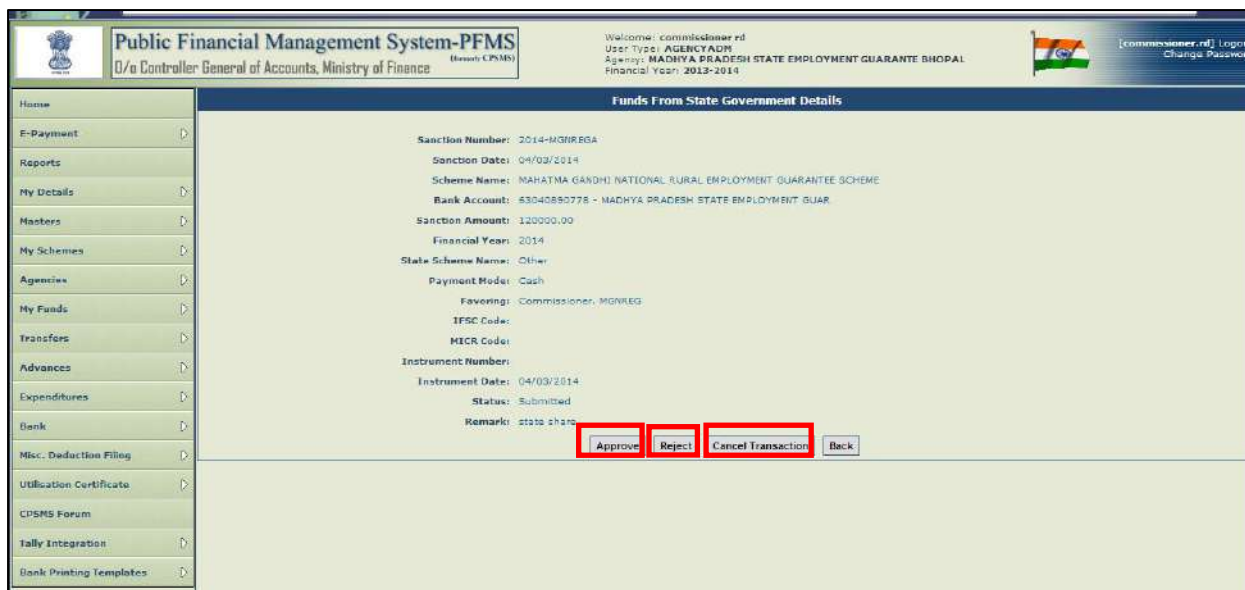 Public Financial Management System-PFMS
(formerly CPSMS)
O/o Controller General of Accounts, Ministry of Finance
Welcome: commissioner rd
User Type: AGENCYADM
Agency: MADHYA PRADESH STATE EMPLOYMENT GUARANTE BHOPAL
Financial Year: 2013-2014
[commissioner.rd] Logou
Change Passwor
Home
E-Payment
Reports
My Details
Masters
My Schemes
Agencies
My Funds
Transfers
Advances
Expenditures
Bank
Misc. Deduction Filing
Utilisation Certificate
CPSMS Forum
Tally Integration
Bank Printing Templates
Funds From State Government Details
Sanction Number: 2014-MGNREGA
Sanction Date: 04/03/2014
Scheme Name: MAHATMA GANDHI NATIONAL RURAL EMPLOYMENT GUARANTEE SCHEME
Bank Account: 63040890778 - MADHYA PRADESH STATE EMPLOYMENT GUAR
Sanction Amount: 120000.00
Financial Year: 2014
State Scheme Name: Other
Payment Mode: Cash
Favoring: Commissioner, MGNREG
IFSC Code:
MICR Code:
Instrument Number:
Instrument Date: 04/03/2014
Status: Submitted
Remark: state share
Approve Reject Cancel Transaction Back